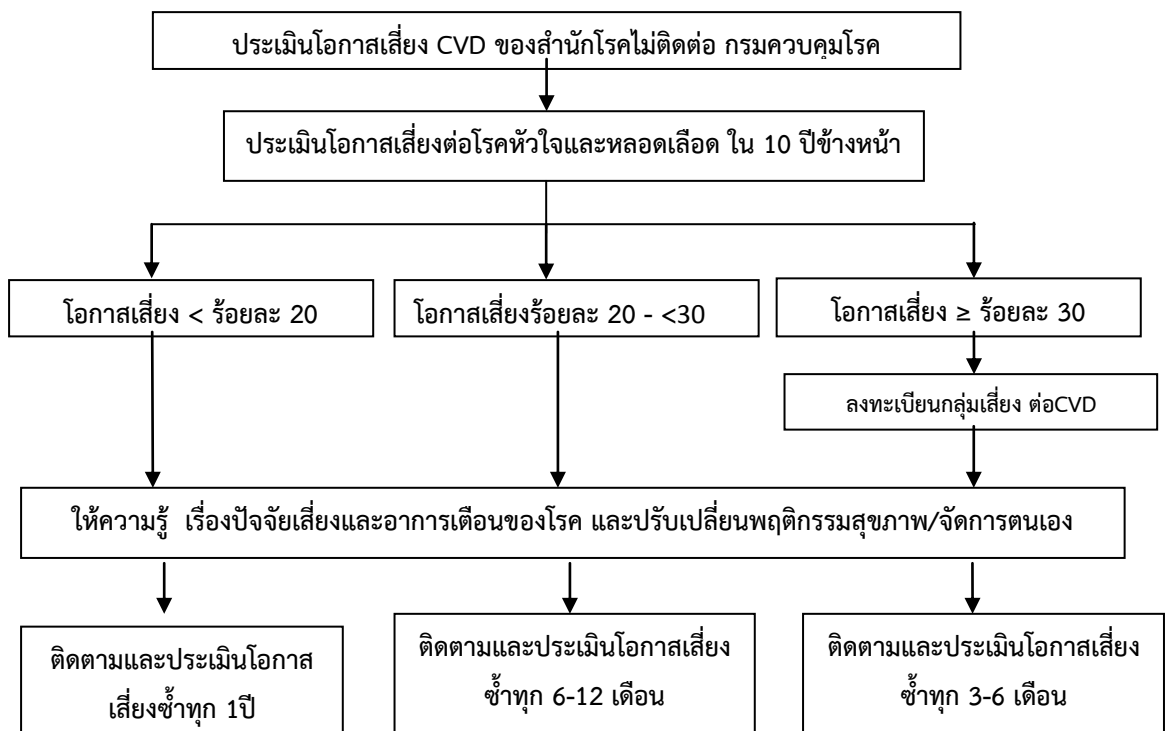 ประเมินโอกาสเสี่ยง CVD ของสำนักโรคไม่ติดต่อ กรมควบคุมโรค
ประเมินโอกาสเสี่ยงต่อโรคหัวใจและหลอดเลือด ใน 10 ปีข้างหน้า
โอกาสเสี่ยง < ร้อยละ 20
โอกาสเสี่ยงร้อยละ 20 - <30
โอกาสเสี่ยง ≥ ร้อยละ 30
ลงทะเบียนกลุ่มเสี่ยง ต่อCVD
ให้ความรู้ เรื่องปัจจัยเสี่ยงและอาการเตือนของโรค และปรับเปลี่ยนพฤติกรรมสุขภาพ/จัดการตนเอง
ติดตามและประเมินโอกาส
เสี่ยงซ้ำทุก 1ปี
ติดตามและประเมินโอกาสเสี่ยง
ซ้ำทุก 6-12 เดือน
ติดตามและประเมินโอกาสเสี่ยง
ซ้ำทุก 3-6 เดือน